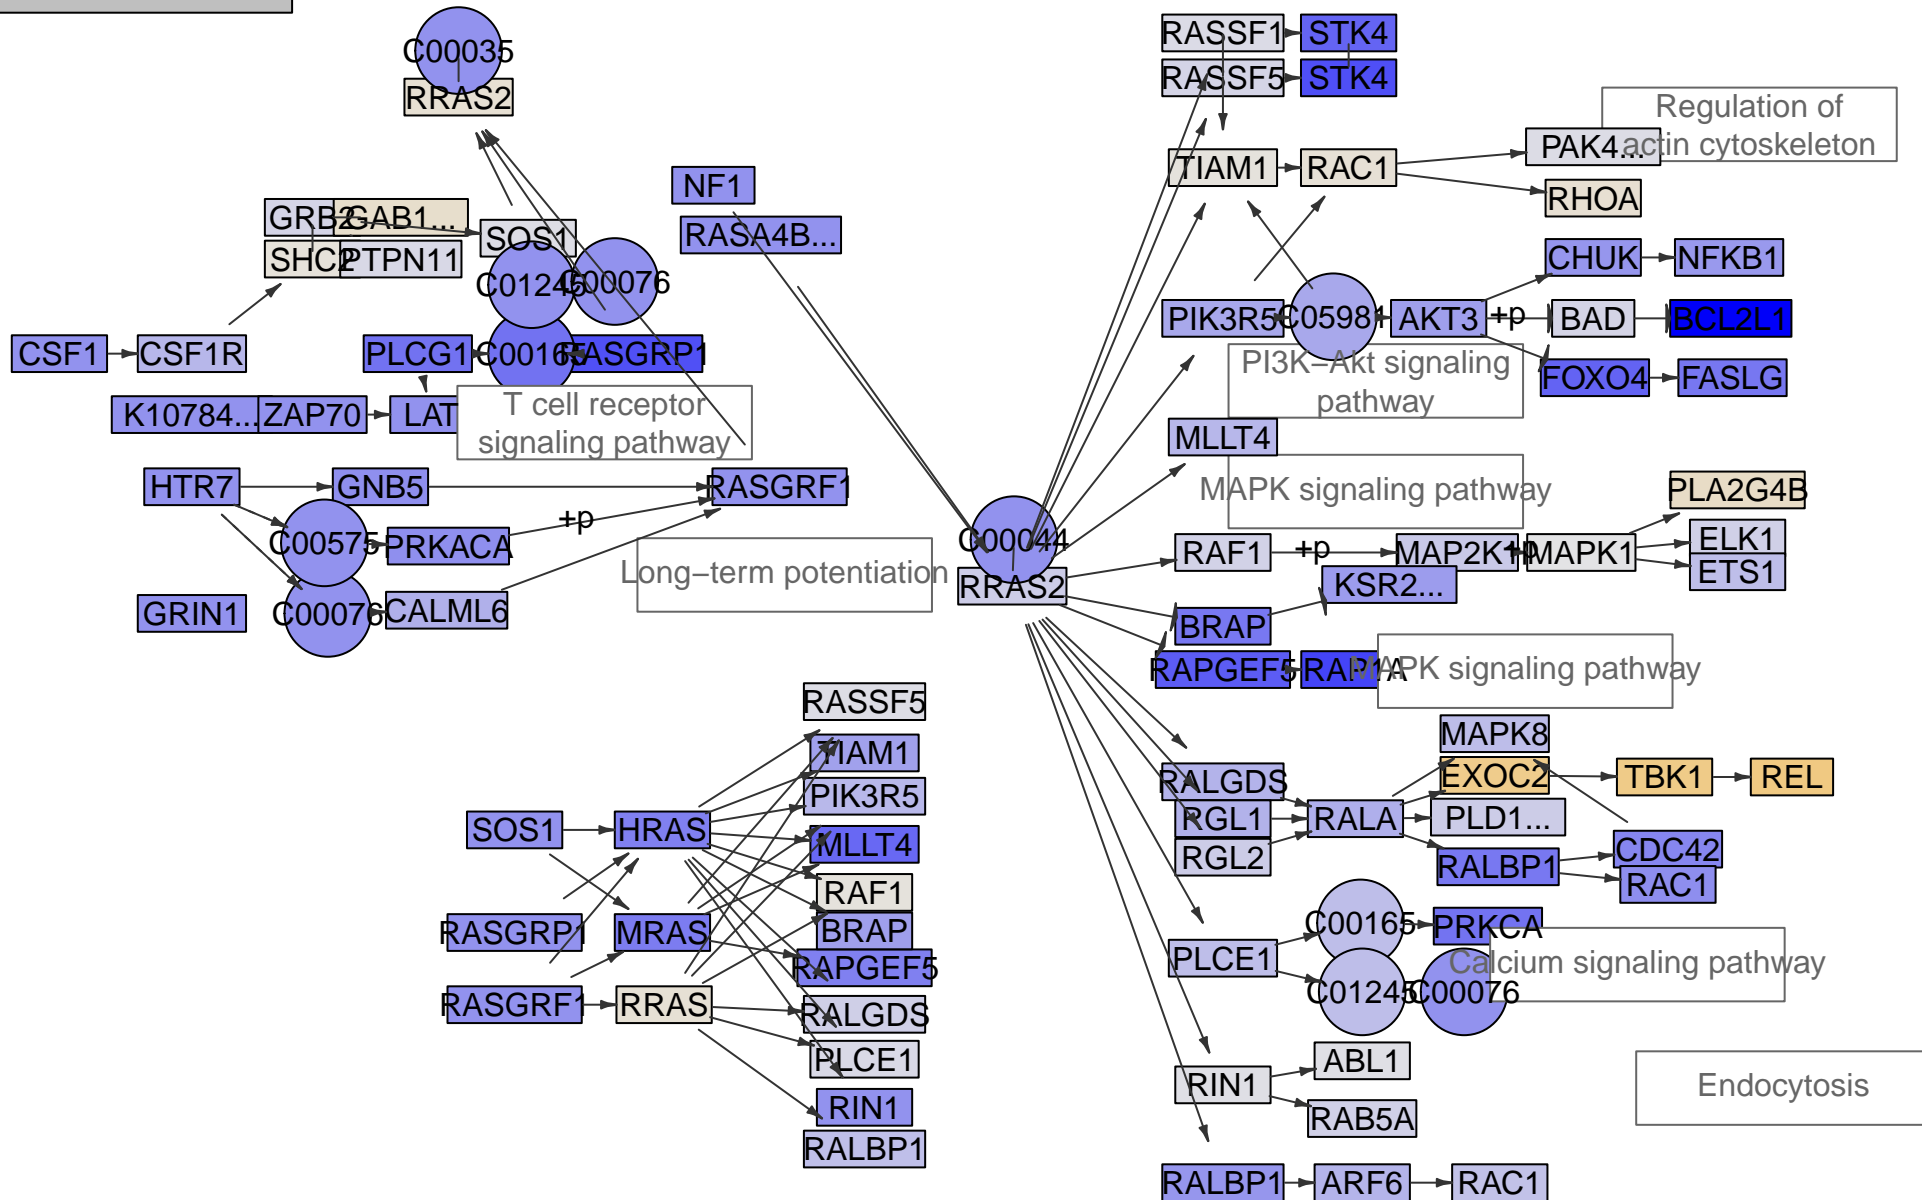 C00035
RRAS2
NF1
RASA4B...
GRB2
GAB1...
SHC2
PTPN11
SOS1
C01245
C00076
CSF1
CSF1R
PLCG1
C00165
RASGRP1
K10784...
ZAP70
LAT
T cell receptor
signaling pathway
HTR7
GNB5
RASGRF1
C00575
PRKACA
+p
GRIN1
C00076
CALML6
Long−term potentiation
C00044
RRAS2
RASSF1
STK4
RASSF5
STK4
Regulation of
actin cytoskeleton
PAK4...
TIAM1
RAC1
RHOA
CHUK
NFKB1
PIK3R5
C05981
AKT3
+p
BAD
BCL2L1
PI3K−Akt signaling
pathway
FOXO4
FASLG
MLLT4
MAPK signaling pathway
PLA2G4B
RAF1
+p
MAP2K1
+p
MAPK1
ELK1
ETS1
KSR2...
BRAP
RAPGEF5
RAP1A
MAPK signaling pathway
RASSF5
TIAM1
PIK3R5
SOS1
HRAS
MLLT4
RAF1
RASGRP1
MRAS
BRAP
RAPGEF5
RASGRF1
RRAS
RALGDS
PLCE1
RIN1
RALBP1
MAPK8
RALGDS
EXOC2
TBK1
REL
RGL1
RALA
PLD1...
RGL2
RALBP1
CDC42
RAC1
C00165
PRKCA
PLCE1
Calcium signaling pathway
C01245
C00076
ABL1
RIN1
RAB5A
Endocytosis
RALBP1
ARF6
RAC1